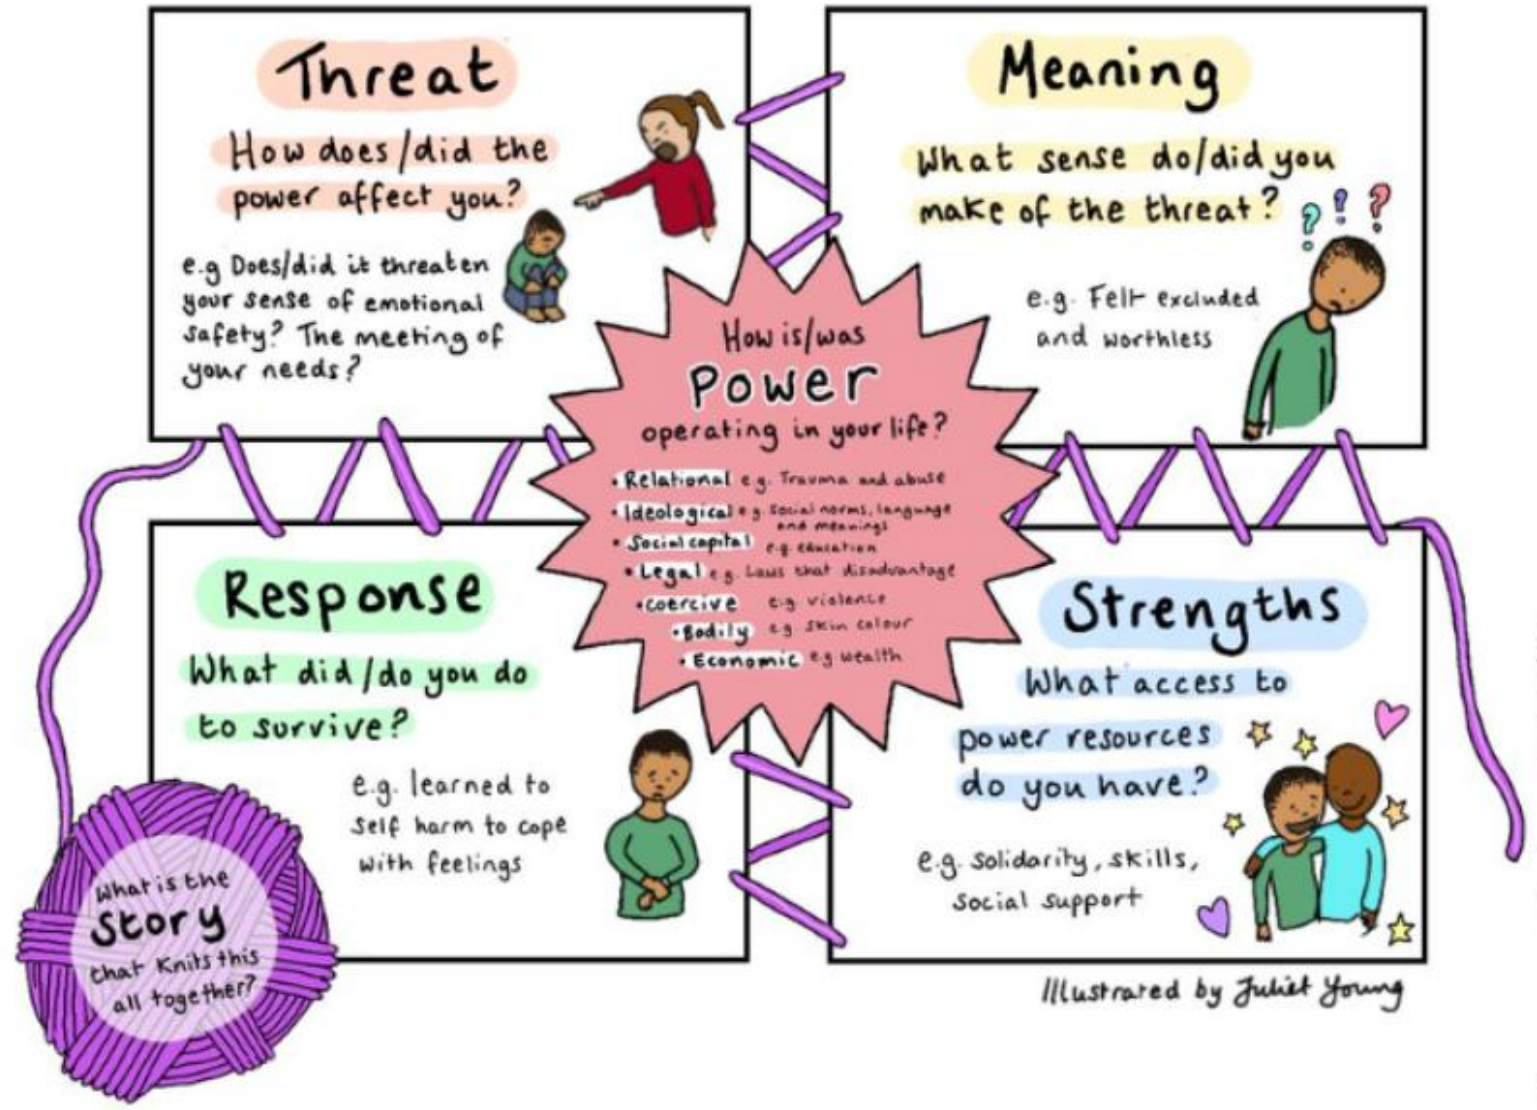 Threat
How does/did the
power affect you?
e.g Does/did it threaten
your sense of emotional
safety? The meeting of
your needs?
Meaning
What sense do/did you
make of the threat?
? ? ?
e.g. Felt excluded
and worthless
How is/was
Power
operating in your life?
• Relational e.g. Trauma and abuse
• Ideological e.g. Social norms, language
and meanings
• Social capital e.g. education
• Legal e.g. Laws that disadvantage
• coercive e.g. violence
• Bodily e.g. skin colour
• Economic e.g wealth
Response
What did/do you do
to survive?
e.g. learned to
self harm to cope
with feelings
Strengths
What access to
power resources
do you have?
e.g. solidarity, skills,
social support
What is the
Story
that knits this
all together?
Illustrated by Juliet Young